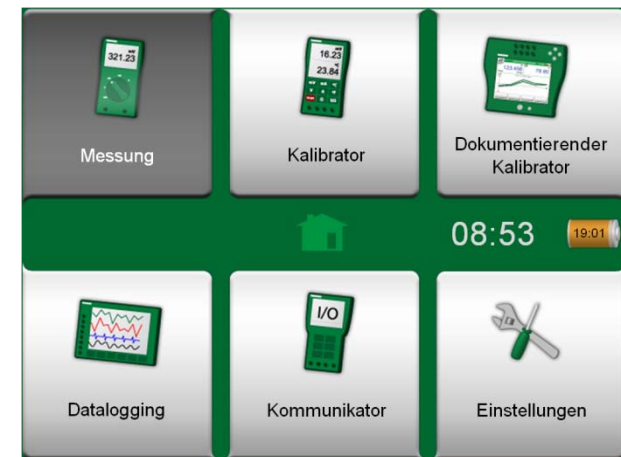 321.23
16.23
23.84
Messung
Kalibrator
Dokumentierender
Kalibrator
08:53
19:01
I/O
Datalogging
Kommunikator
Einstellungen